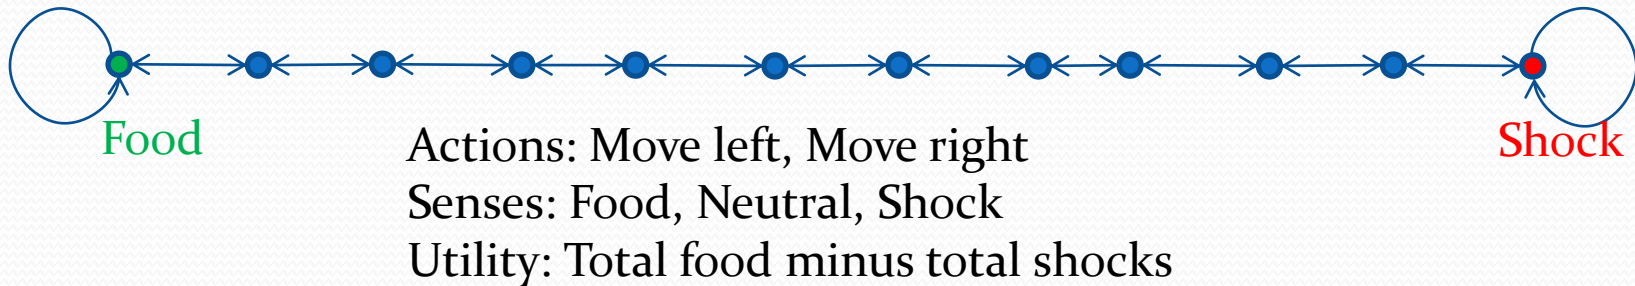 Food
Shock
Actions: Move left, Move right
Senses: Food, Neutral, Shock
Utility: Total food minus total shocks